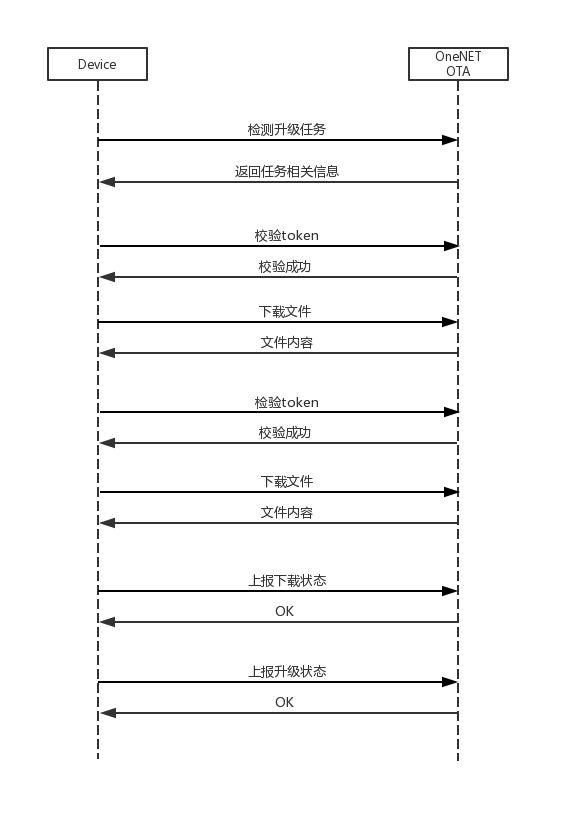 Device
OneNET
OTA
检测升级任务
返回任务相关信息
校验token
校验成功
下载文件
文件内容
检验token
校验成功
下载文件
文件内容
上报下载状态
OK
上报升级状态
OK